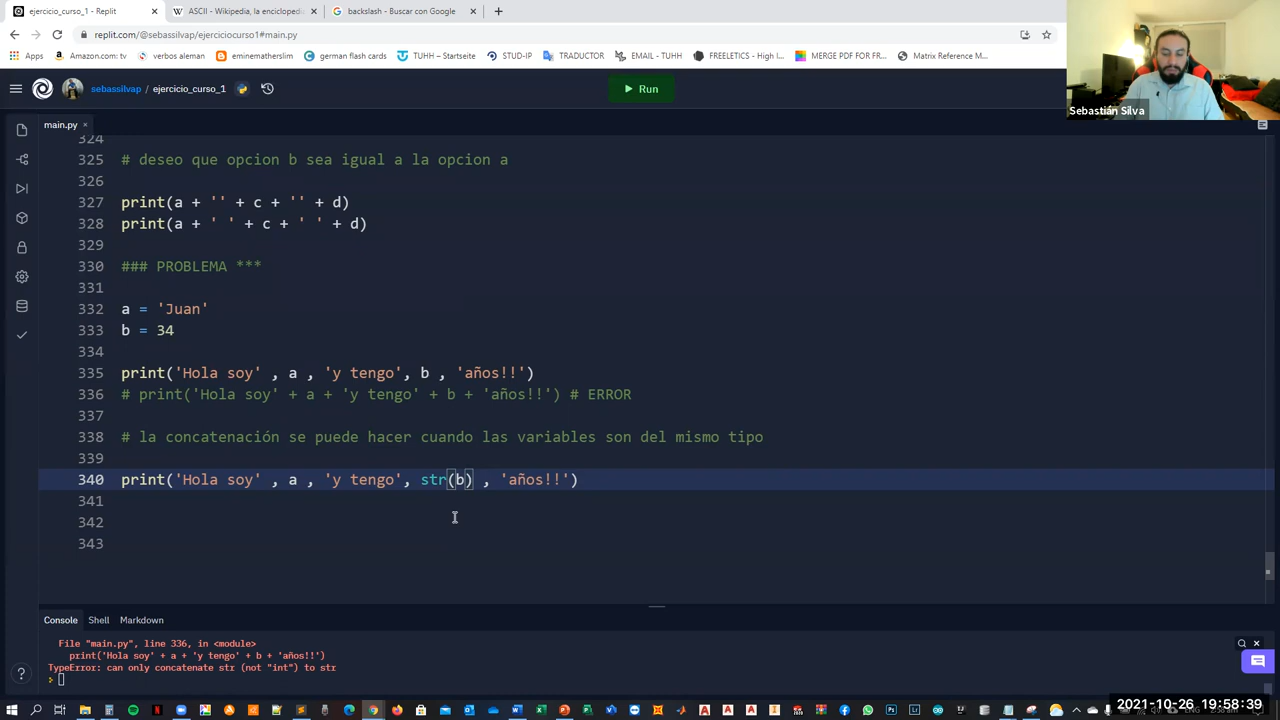 ejercicio_curso_1 - Replit
ASCII - Wikipedia, la enciclopedi
backslash - Buscar con Google
replit.com/@sebassilvap/ejerciciocurso1#main.py
Apps
Amazon.com: tv
verbos aleman
eminematherslim
german flash cards
TUHH – Startseite
STUD-IP
TRADUCTOR
EMAIL - TUHH
FREELETICS - High I...
MERGE PDF FOR FR...
Matrix Reference M...
sebassilvap / ejercicio_curso_1
Run
Sebastián Silva
main.py
324
325 # deseo que opcion b sea igual a la opcion a
326
327 print(a + '' + c + '' + d)
328 print(a + ' ' + c + ' ' + d)
329
330 ### PROBLEMA ***
331
332 a = 'Juan'
333 b = 34
334
335 print('Hola soy' , a , 'y tengo', b , 'años!!')
336 # print('Hola soy' + a + 'y tengo' + b + 'años!!') # ERROR
337
338 # la concatenación se puede hacer cuando las variables son del mismo tipo
339
340 print('Hola soy' , a , 'y tengo', str(b) , 'años!!')
341
342
343
Console
Shell
Markdown
File "main.py", line 336, in <module>
print('Hola soy' + a + 'y tengo' + b + 'años!!')
TypeError: can only concatenate str (not "int") to str
2021-10-26 19:58:39